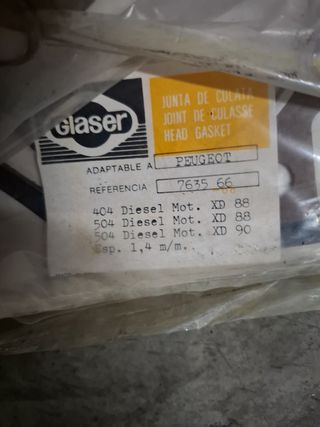 Glaser
JUNTA DE CULATA
JOINT DE CULASSE
HEAD GASKET
ADAPTABLE A PEUGEOT
REFERENCIA 7635 66
404 Diesel Mot. XD 88
504 Diesel Mot. XD 88
504 Diesel Mot. XD 90
Esp. 1,4 m/m.